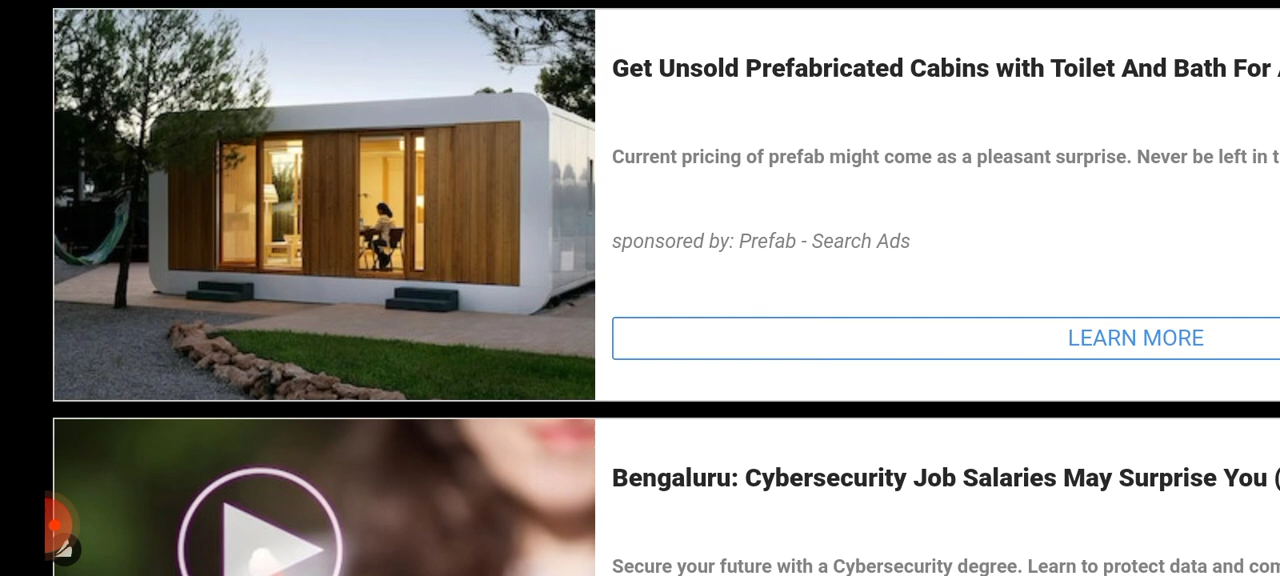 Get Unsold Prefabricated Cabins with Toilet And Bath For
Current pricing of prefab might come as a pleasant surprise. Never be left in
sponsored by: Prefab - Search Ads
LEARN MORE
Bengaluru: Cybersecurity Job Salaries May Surprise You (
Secure your future with a Cybersecurity degree. Learn to protect data and